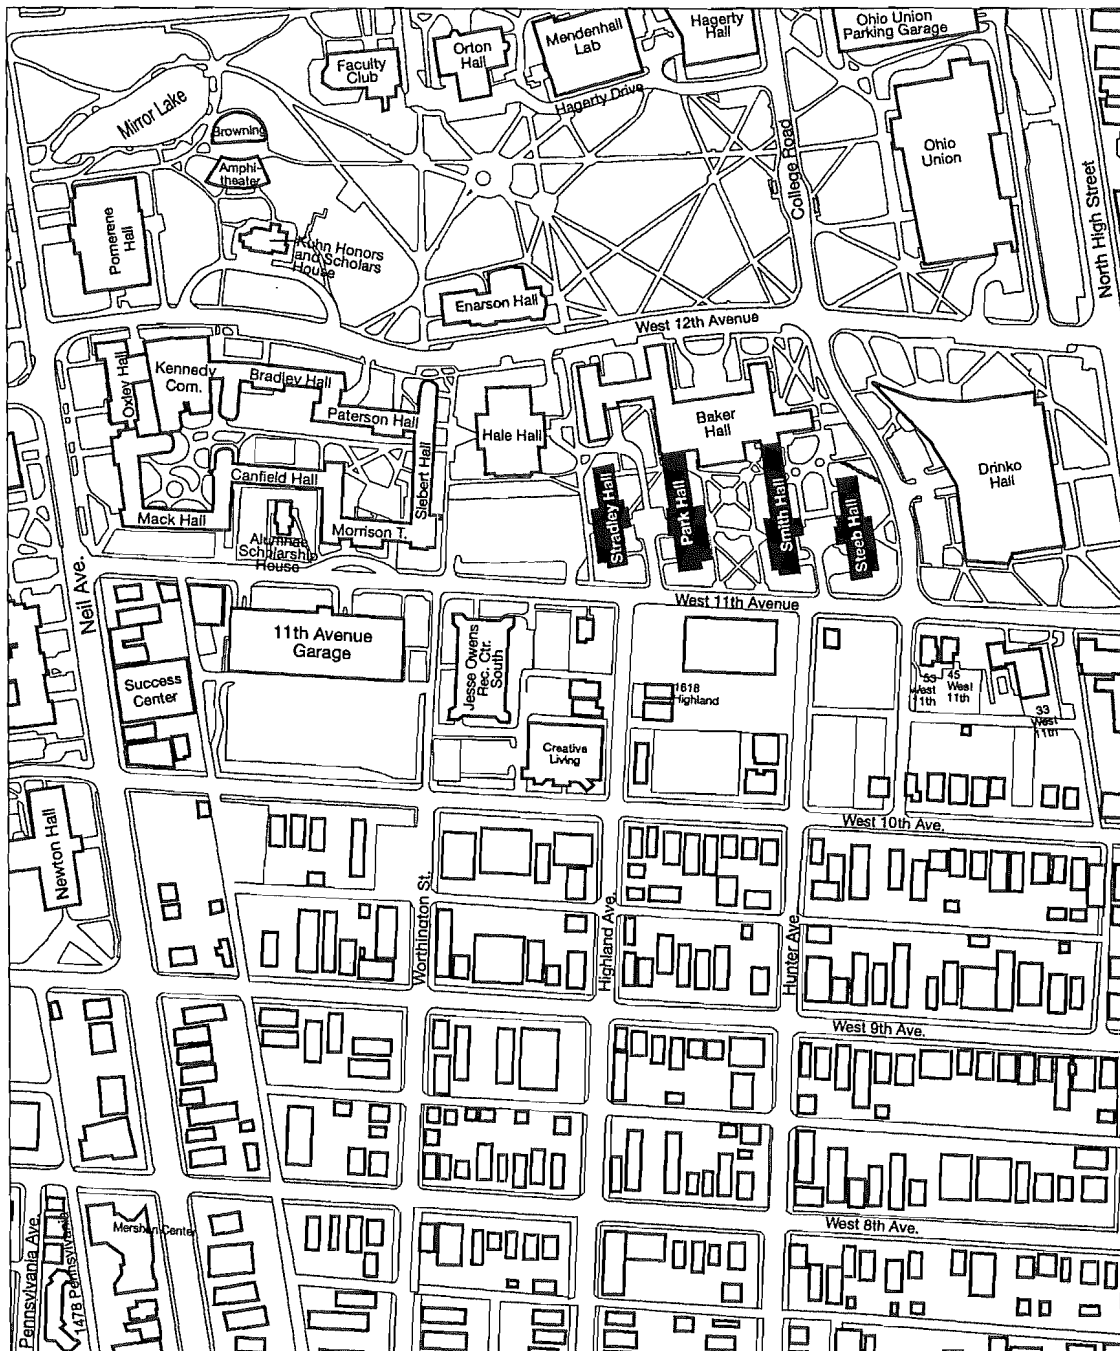 Ohio Union
Parking Garage
Hagerty
Hall
Mendenhall
Lab
Orton
Hall
Faculty
Club
Hagerty Drive
Mirror Lake
Browning
Amphi-
theater
College Road
Ohio
Union
North High Street
Pomerene
Hall
Kuhn Honors
and Scholars
House
Enarson Hall
West 12th Avenue
Oxley Hall
Kennedy
Com.
Bradley Hall
Paterson Hall
Siebert Hall
Hale Hall
Baker
Hall
Drinko
Hall
Canfield Hall
Mack Hall
Morrison T.
Alumnae
Scholarship
House
Stradley Hall
Park Hall
Smith Hall
Steeb Hall
Neil Ave.
West 11th Avenue
11th Avenue
Garage
Jesse Owens
Rec. Ctr.
South
Success
Center
1618
Highland
53
West
11th
45
West
11th
33
West
11th
Creative
Living
West 10th Ave.
Newton Hall
Worthington St.
Highland Ave.
Hunter Ave.
West 9th Ave.
West 8th Ave.
Mershon Center
Pennsylvania Ave.
1478 Pennsylvania